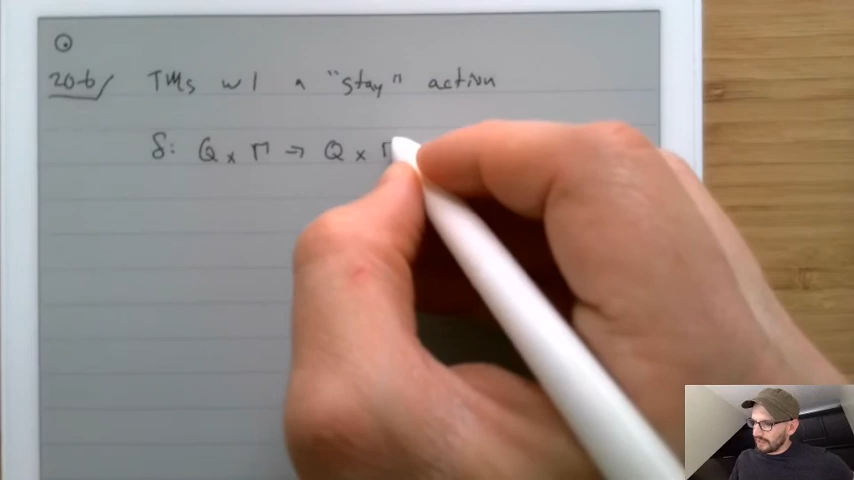 20-6/ TMs w/ a "stay" action
δ: Q x Γ → Q x Γ